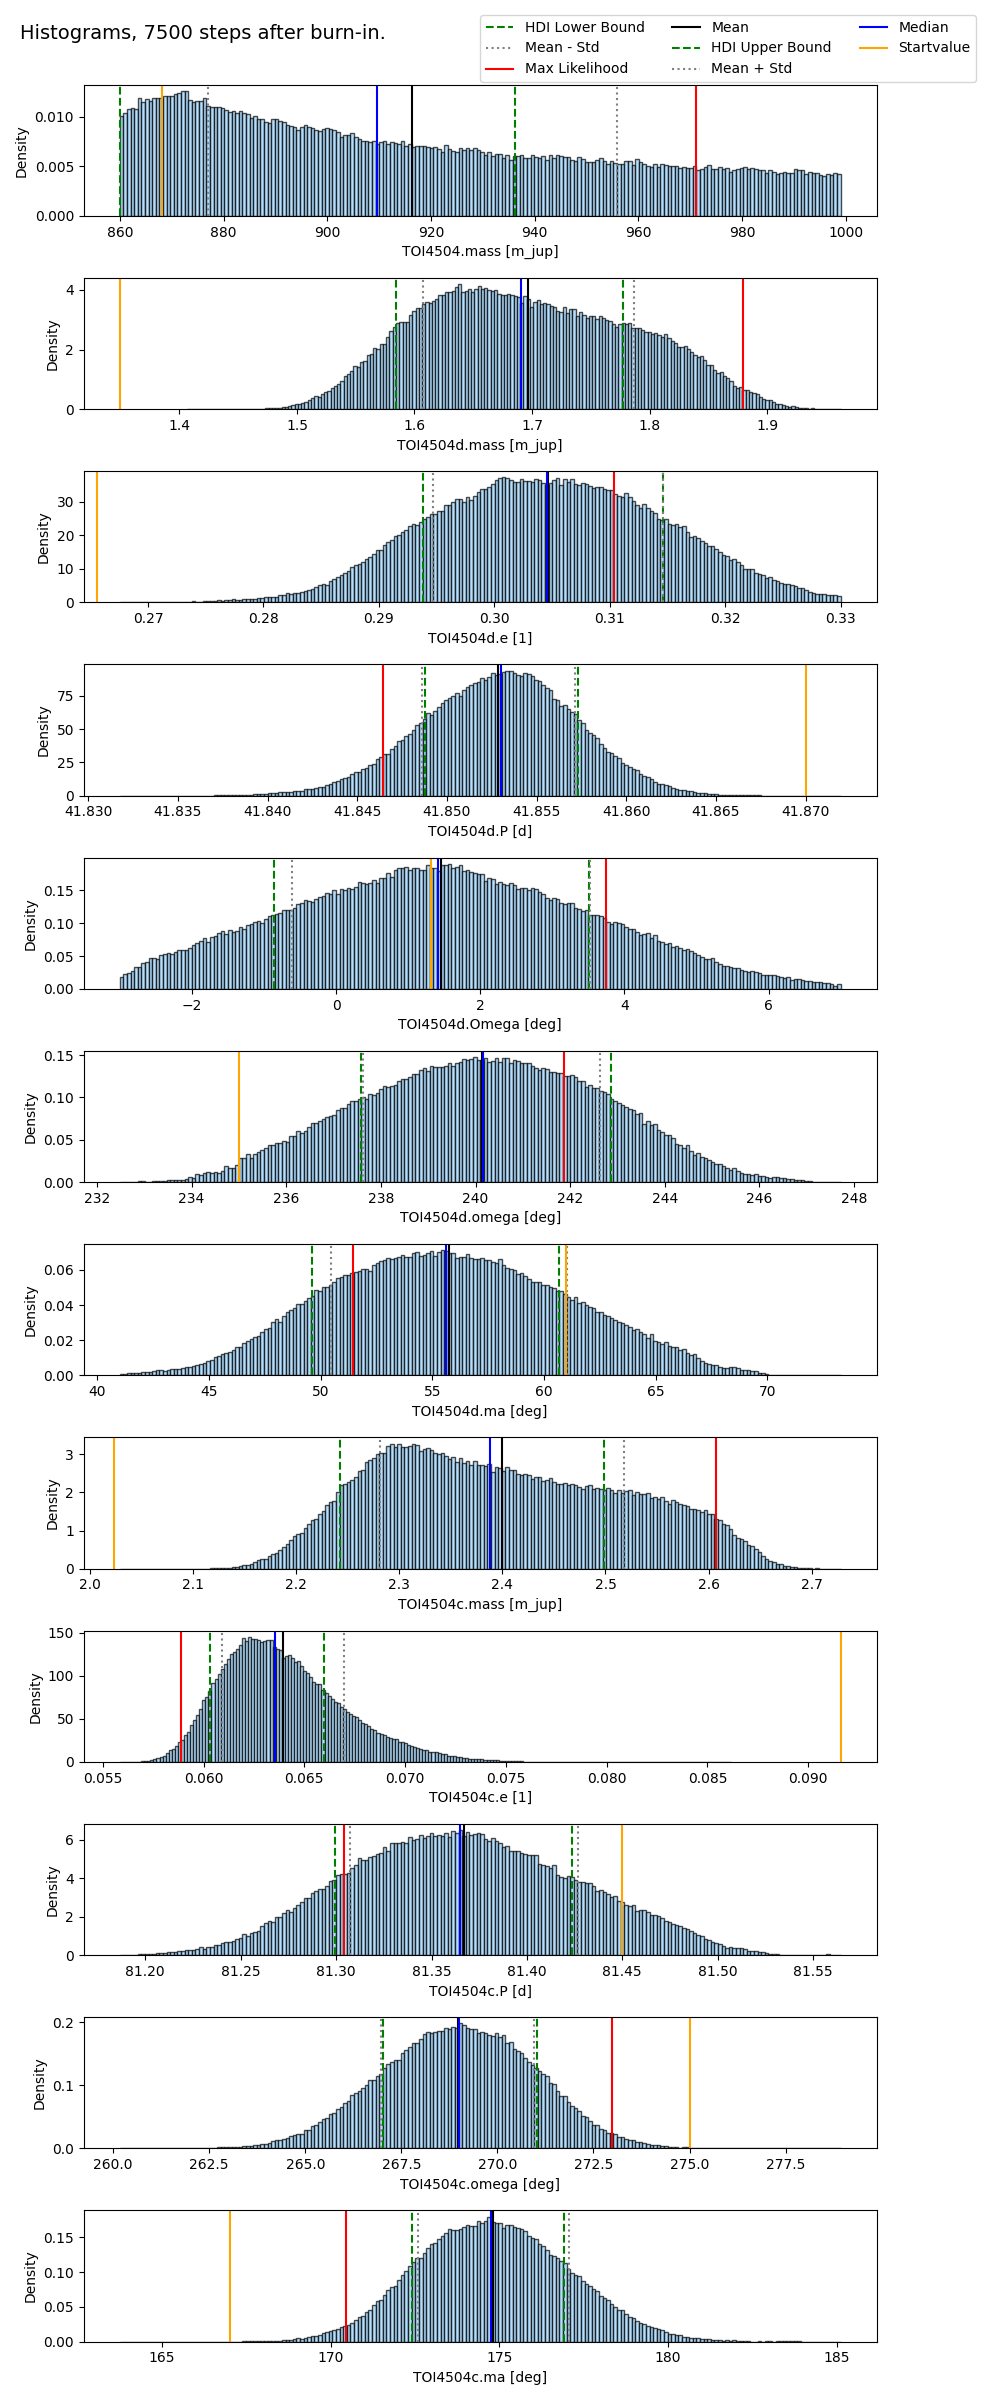 Histograms, 7500 steps after burn-in.
HDI Lower Bound
Mean - Std
Max Likelihood
Mean
HDI Upper Bound
Mean + Std
Median
Startvalue
Density
0.010
0.005
0.000
860 880 900 920 940 960 980 1000
TOI4504.mass [m_jup]
Density
4
2
0
1.4 1.5 1.6 1.7 1.8 1.9
TOI4504d.mass [m_jup]
Density
30
20
10
0
0.27 0.28 0.29 0.30 0.31 0.32 0.33
TOI4504d.e [1]
Density
75
50
25
0
41.830 41.835 41.840 41.845 41.850 41.855 41.860 41.865 41.870
TOI4504d.P [d]
Density
0.15
0.10
0.05
0.00
−2 0 2 4 6
TOI4504d.Omega [deg]
Density
0.15
0.10
0.05
0.00
232 234 236 238 240 242 244 246 248
TOI4504d.omega [deg]
Density
0.06
0.04
0.02
0.00
40 45 50 55 60 65 70
TOI4504d.ma [deg]
Density
3
2
1
0
2.0 2.1 2.2 2.3 2.4 2.5 2.6 2.7
TOI4504c.mass [m_jup]
Density
150
100
50
0
0.055 0.060 0.065 0.070 0.075 0.080 0.085 0.090
TOI4504c.e [1]
Density
6
4
2
0
81.20 81.25 81.30 81.35 81.40 81.45 81.50 81.55
TOI4504c.P [d]
Density
0.2
0.1
0.0
260.0 262.5 265.0 267.5 270.0 272.5 275.0 277.5
TOI4504c.omega [deg]
Density
0.15
0.10
0.05
0.00
165 170 175 180 185
TOI4504c.ma [deg]